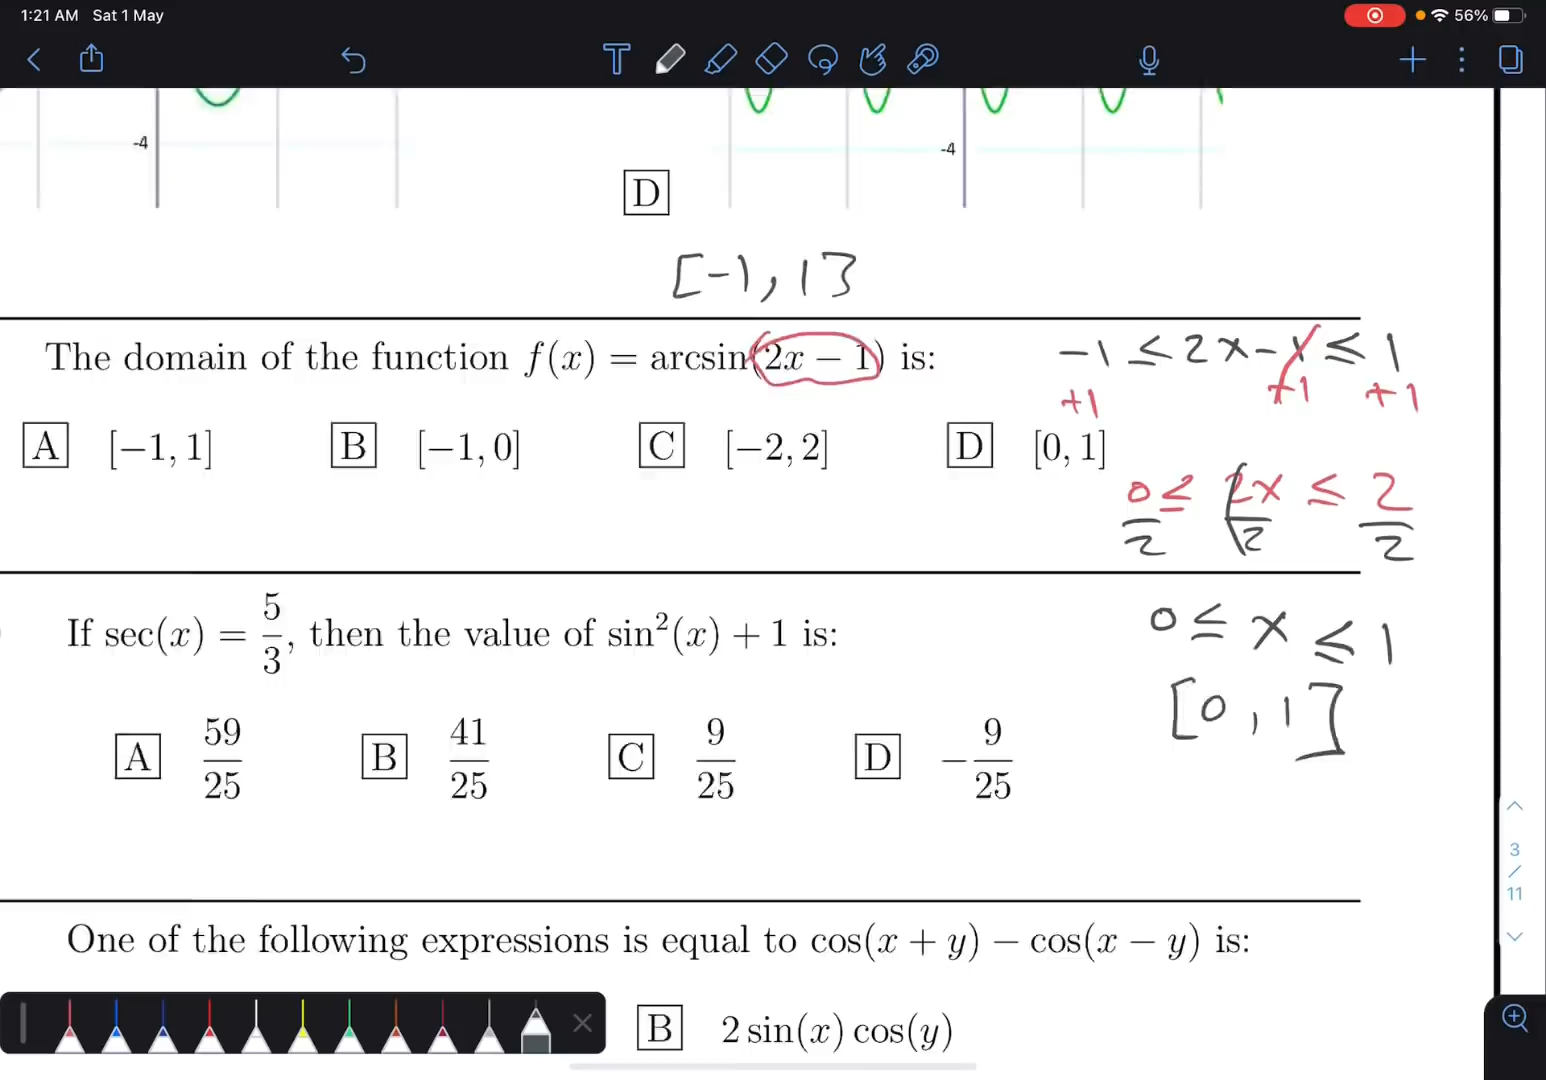 1:21 AM Sat 1 May 56%
-4 -4
D
[-1, 1]
The domain of the function f(x) = arcsin(2x − 1) is: -1 ≤ 2x-1 ≤ 1
+1 +1 +1
A [−1, 1] B [−1, 0] C [−2, 2] D [0, 1]
0 ≤ 2x ≤ 2
2 2 2
If sec(x) = 5/3, then the value of sin²(x) + 1 is: 0 ≤ x ≤ 1
[0, 1]
A 59/25 B 41/25 C 9/25 D −9/25
3
/
11
One of the following expressions is equal to cos(x + y) − cos(x − y) is:
B 2 sin(x) cos(y)